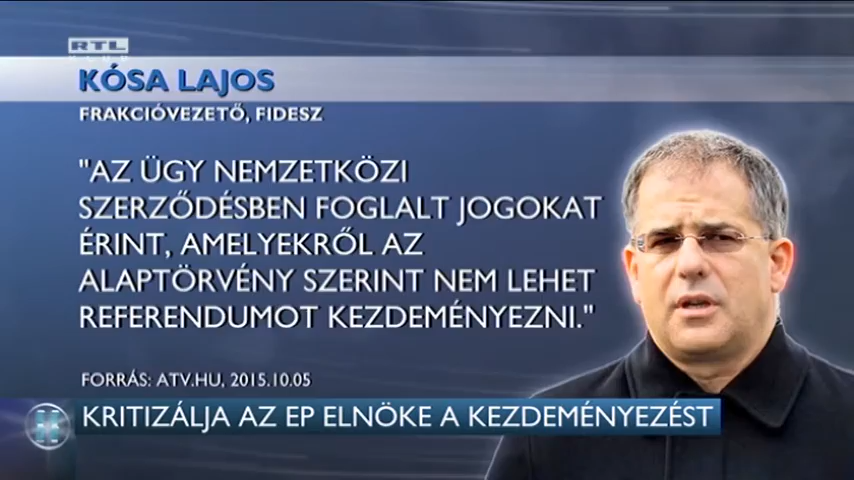 RTL
KLUB
KÓSA LAJOS
FRAKCIÓVEZETŐ, FIDESZ
"AZ ÜGY NEMZETKÖZI
SZERZŐDÉSBEN FOGLALT JOGOKAT
ÉRINT, AMELYEKRŐL AZ
ALAPTÖRVÉNY SZERINT NEM LEHET
REFERENDUMOT KEZDEMÉNYEZNI."
FORRÁS: ATV.HU, 2015.10.05
KRITIZÁLJA AZ EP ELNÖKE A KEZDEMÉNYEZÉST